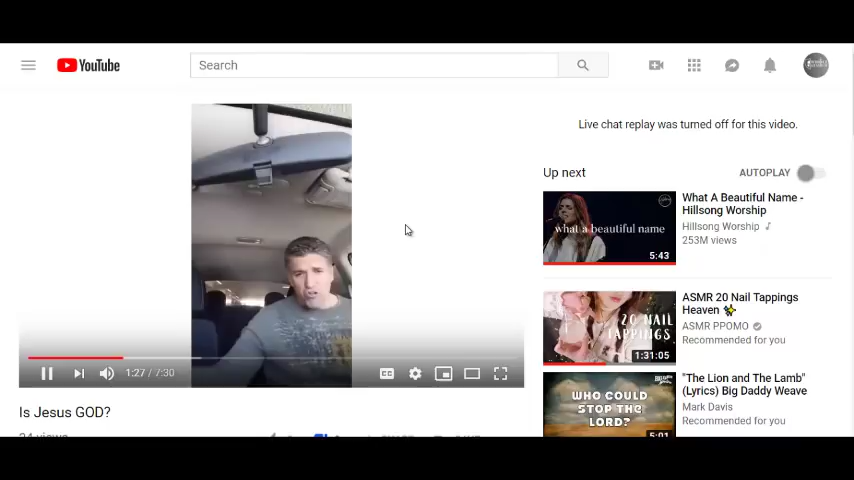 YouTube
Search
Live chat replay was turned off for this video.
Up next
AUTOPLAY
what a beautiful name
5:43
What A Beautiful Name -
Hillsong Worship
Hillsong Worship
253M views
20 NAIL
TAPPINGS
1:31:05
ASMR 20 Nail Tappings
Heaven
ASMR PPOMO
Recommended for you
WHO COULD
STOP THE
LORD?
5:01
"The Lion and The Lamb"
(Lyrics) Big Daddy Weave
Mark Davis
Recommended for you
1:27 / 7:30
CC
Is Jesus GOD?